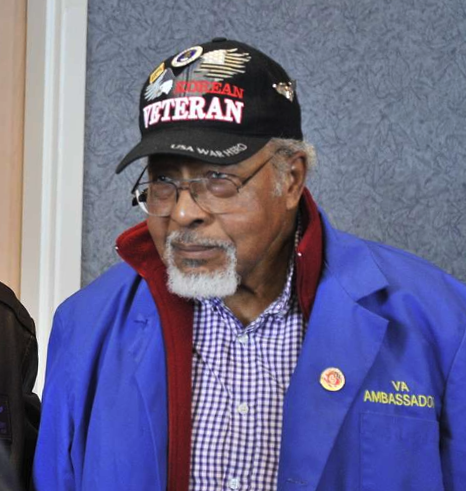 KOREAN
VETERAN
USA WAR HERO
VA
AMBASSADOR